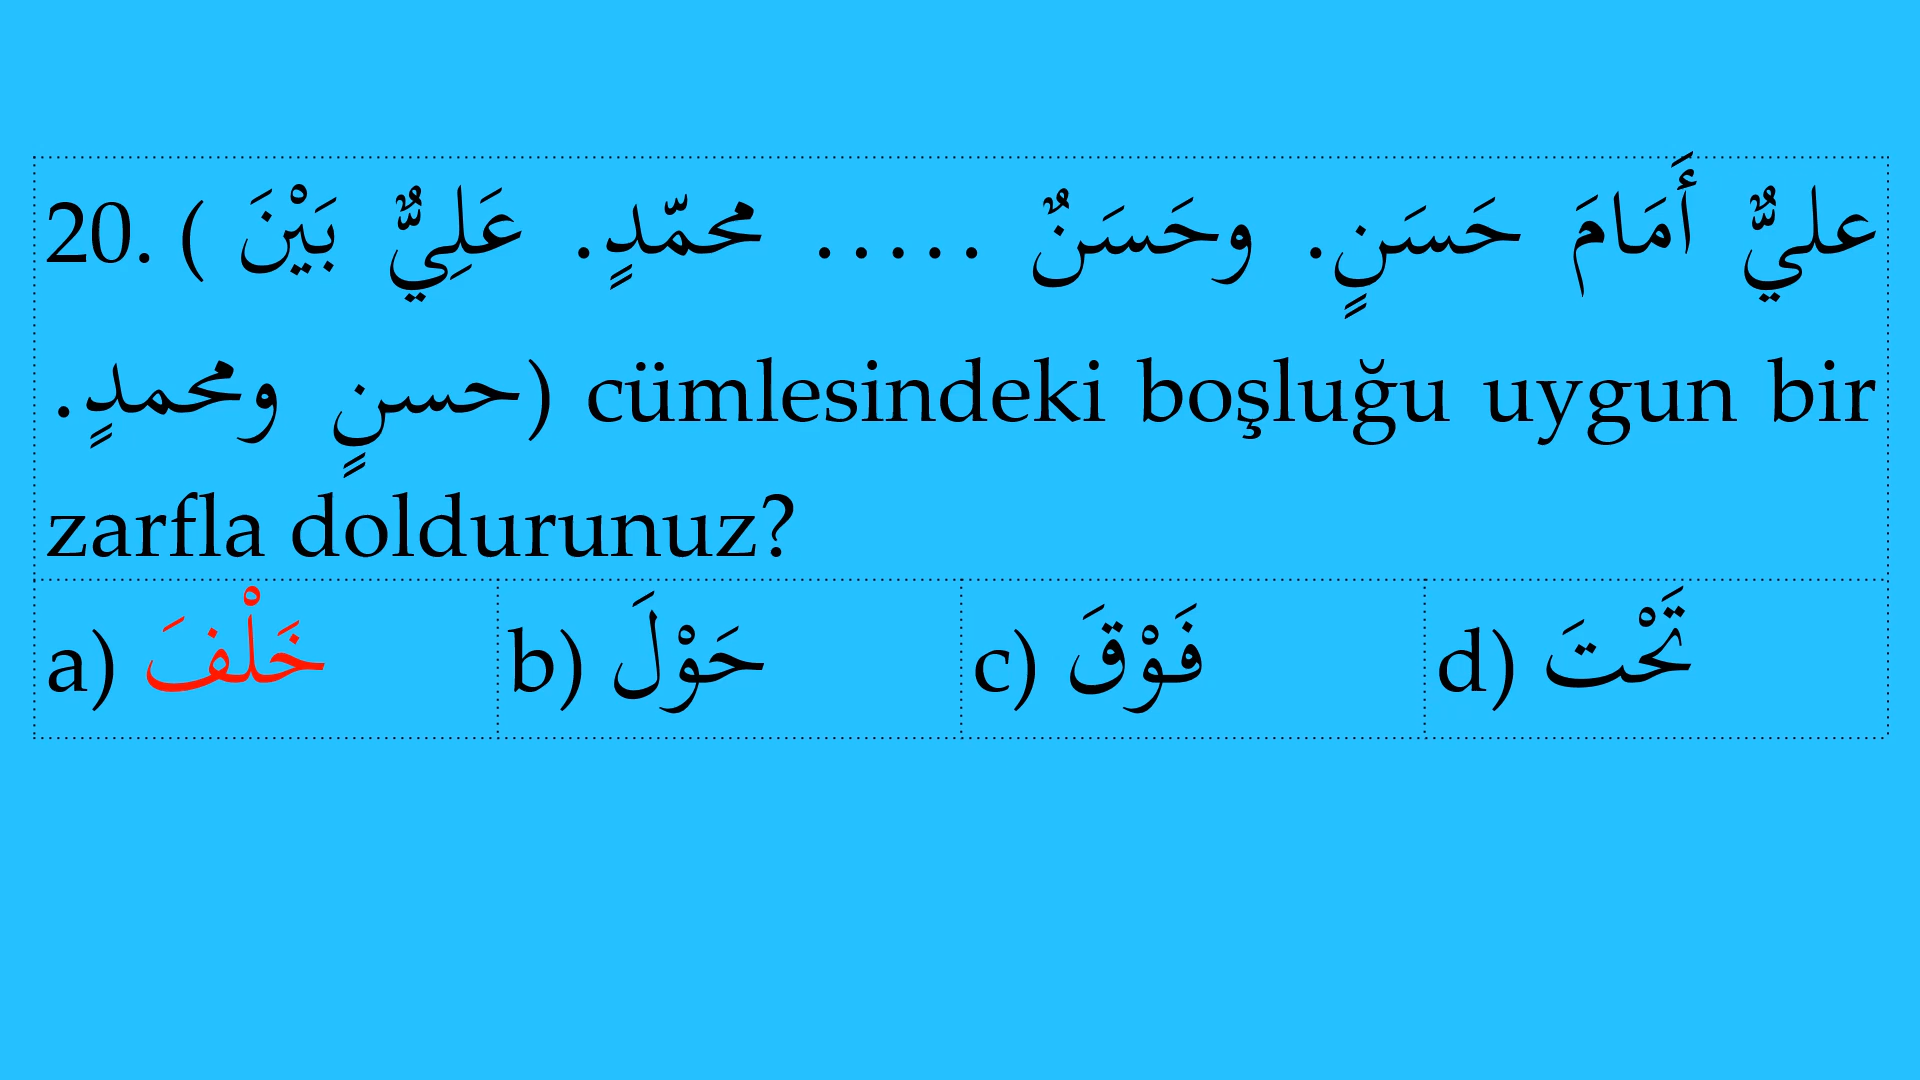 20. ( عليٌّ أَمَامَ حَسَنٍ. وحَسَنٌ ..... محمّدٍ. عَلِيٌّ بَيْنَ
حسنٍ ومحمدٍ.) cümlesindeki boşluğu uygun bir
zarfla doldurunuz?
a) خَلْفَ b) حَوْلَ c) فَوْقَ d) تَحْتَ